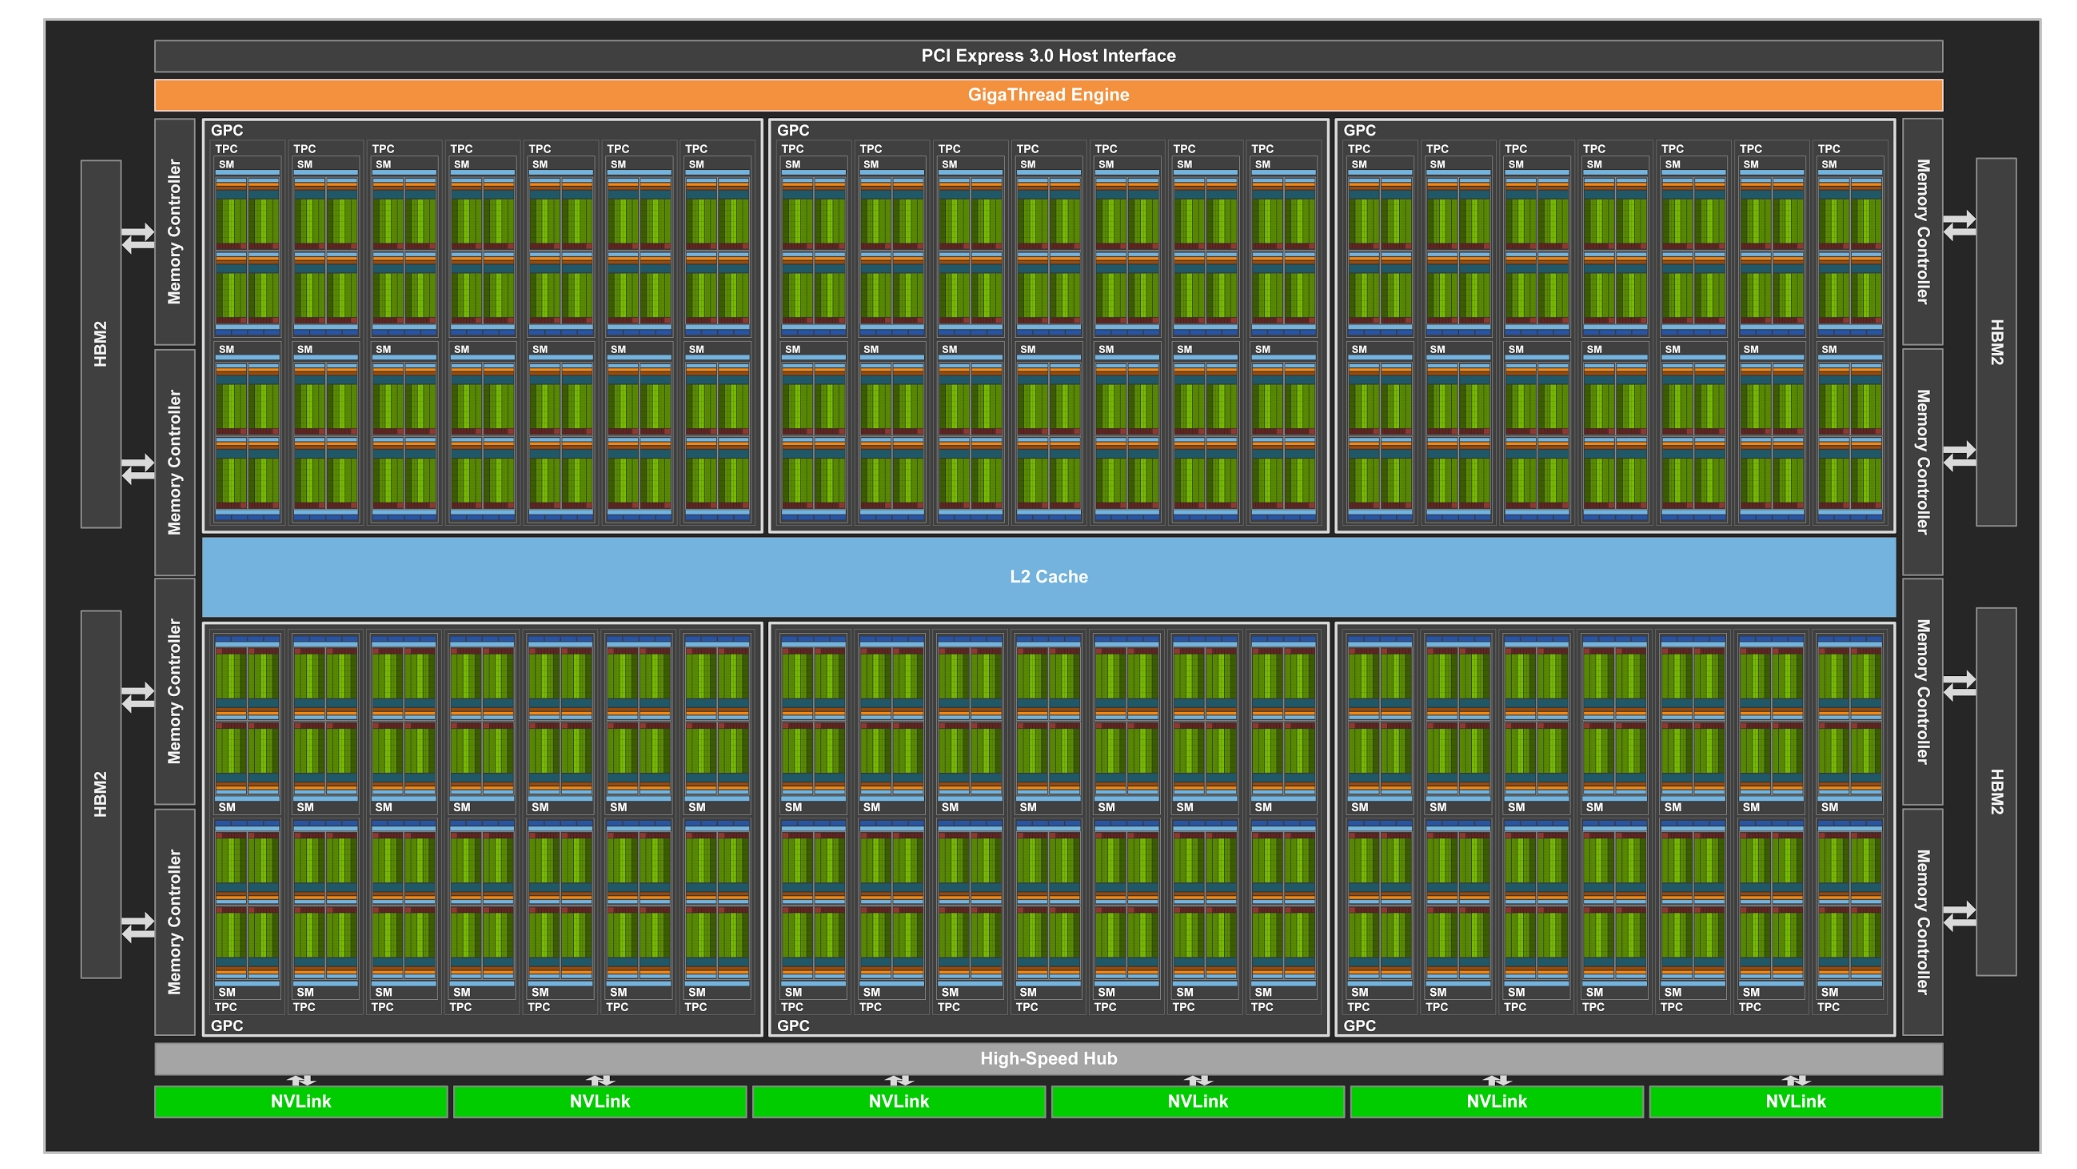 PCI Express 3.0 Host Interface
GigaThread Engine
GPC GPC GPC
TPC TPC TPC TPC TPC TPC TPC TPC TPC TPC TPC TPC TPC TPC TPC TPC TPC TPC TPC TPC TPC
SM SM SM SM SM SM SM SM SM SM SM SM SM SM SM SM SM SM SM SM SM
Memory Controller
Memory Controller
HBM2
HBM2
SM SM SM SM SM SM SM SM SM SM SM SM SM SM SM SM SM SM SM SM SM
Memory Controller
Memory Controller
L2 Cache
Memory Controller
Memory Controller
HBM2
HBM2
SM SM SM SM SM SM SM SM SM SM SM SM SM SM SM SM SM SM SM SM SM
Memory Controller
Memory Controller
SM SM SM SM SM SM SM SM SM SM SM SM SM SM SM SM SM SM SM SM SM
TPC TPC TPC TPC TPC TPC TPC TPC TPC TPC TPC TPC TPC TPC TPC TPC TPC TPC TPC TPC TPC
GPC GPC GPC
High-Speed Hub
NVLink NVLink NVLink NVLink NVLink NVLink